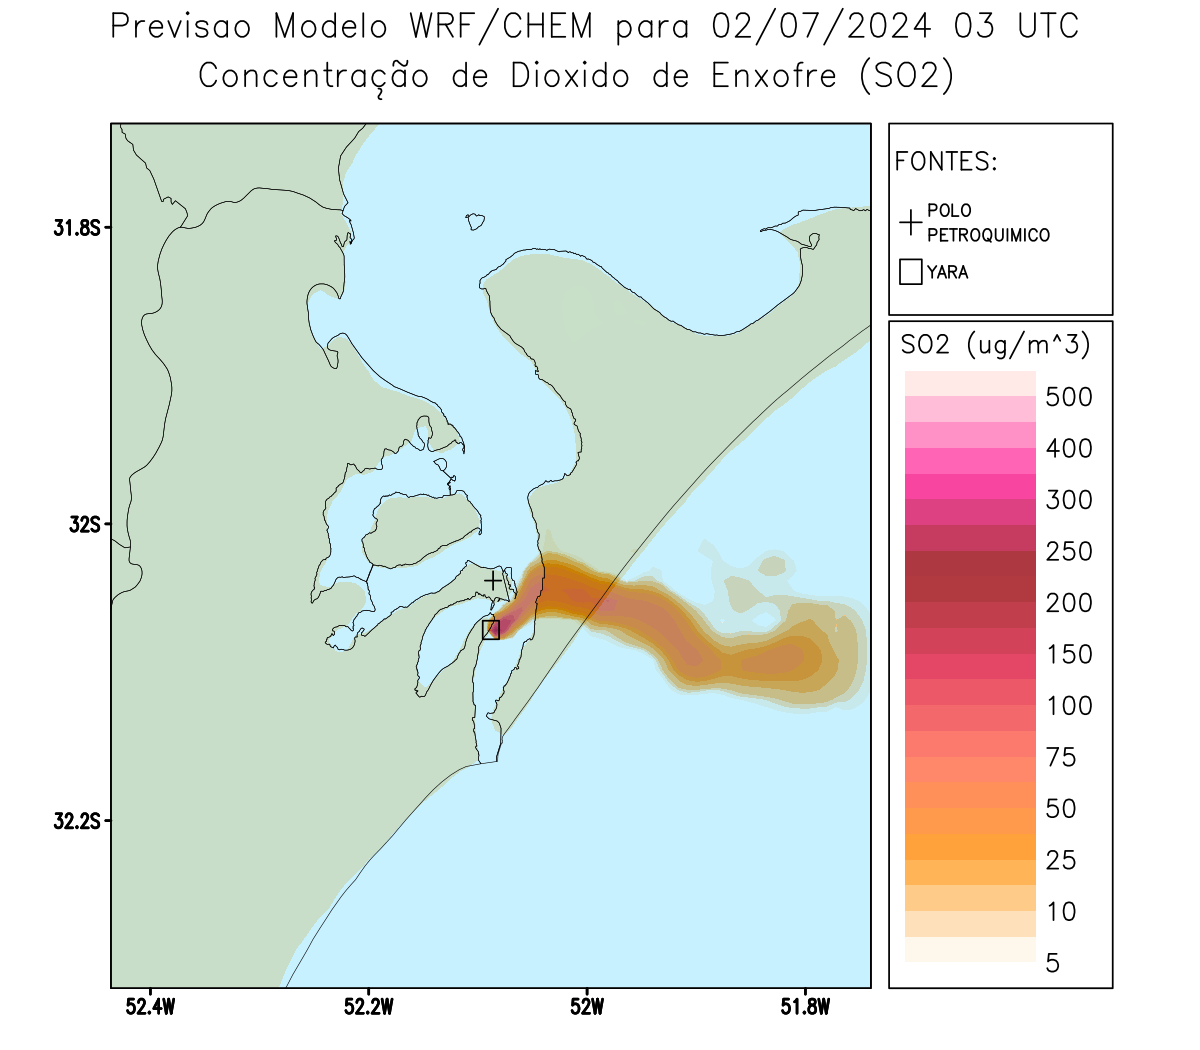 Previsao Modelo WRF/CHEM para 02/07/2024 03 UTC
Concentração de Dioxido de Enxofre (SO2)
FONTES:
POLO
PETROQUIMICO
YARA
31.8S
32S
32.2S
52.4W
52.2W
52W
51.8W
SO2 (ug/m^3)
500
400
300
250
200
150
100
75
50
25
10
5